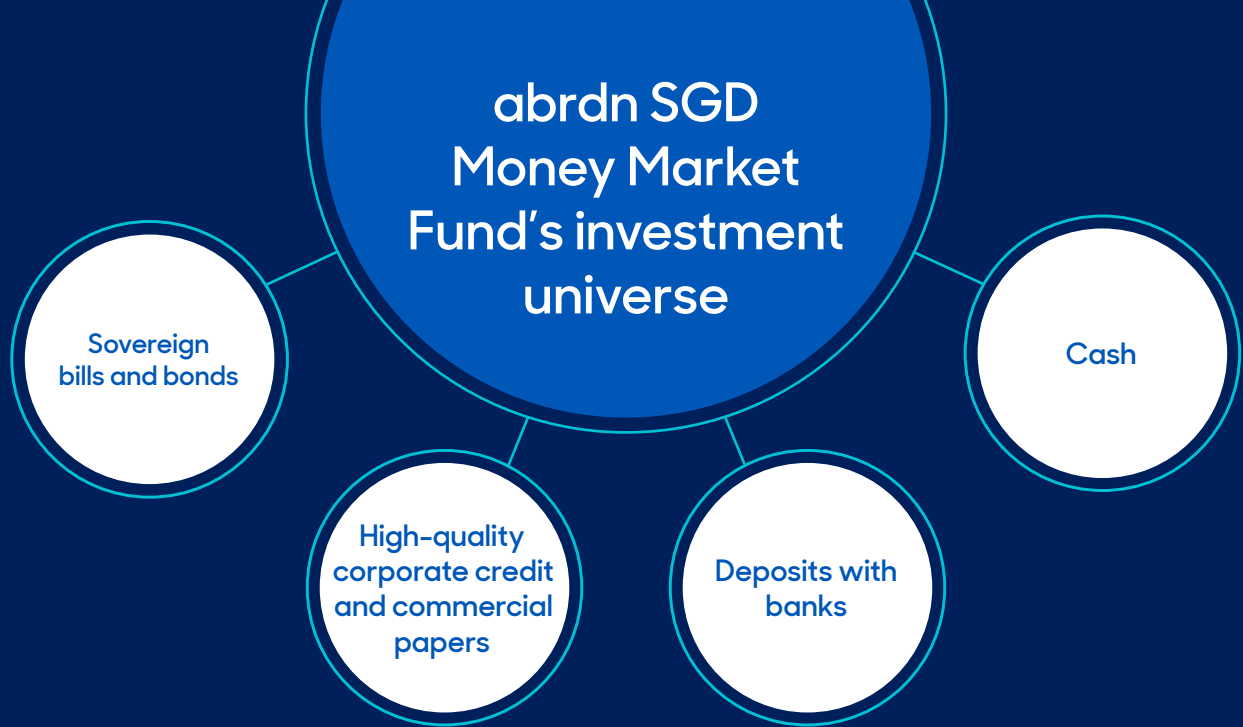 abrdn SGD
Money Market
Fund’s investment
universe
Sovereign
bills and bonds
High-quality
corporate credit
and commercial
papers
Deposits with
banks
Cash